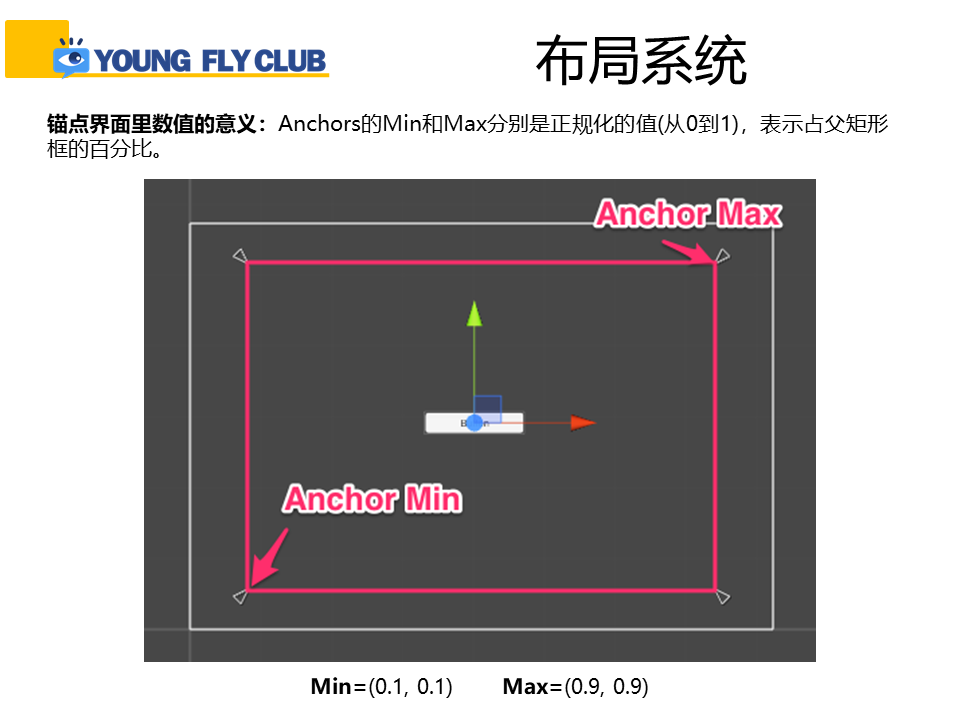 YOUNG FLY CLUB
布局系统
锚点界面里数值的意义：Anchors的Min和Max分别是正规化的值(从0到1)，表示占父矩形
框的百分比。
Anchor Max
Anchor Min
Min=(0.1, 0.1) Max=(0.9, 0.9)